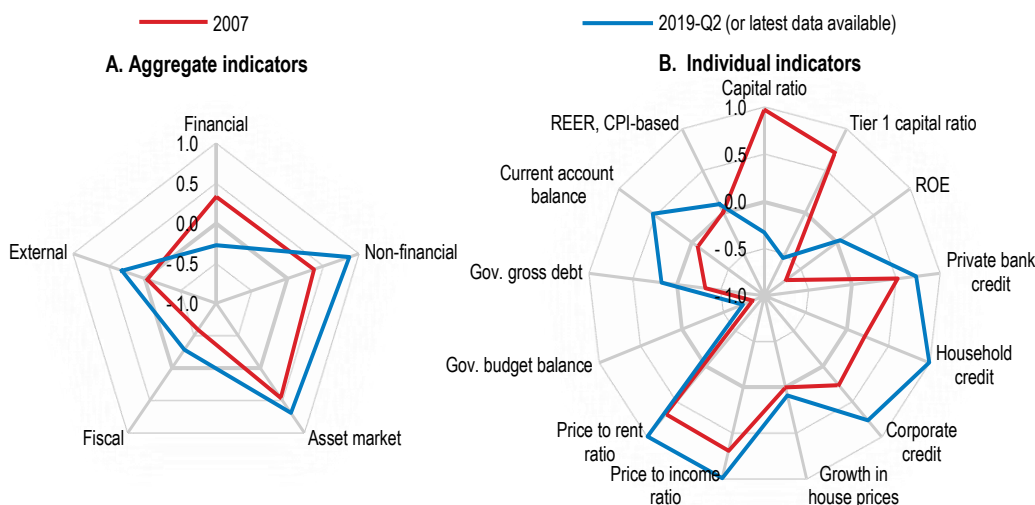 2007
2019-Q2 (or latest data available)
A. Aggregate indicators
Financial
1.0
0.5
0.0
- 0.5
- 1.0
External
Non-financial
Fiscal
Asset market
B. Individual indicators
Capital ratio
1.0
0.5
0.0
- 0.5
- 1.0
REER, CPI-based
Tier 1 capital ratio
Current account
balance
ROE
Gov. gross debt
Private bank
credit
Gov. budget balance
Household
credit
Price to rent
ratio
Corporate
credit
Price to income
ratio
Growth in
house prices